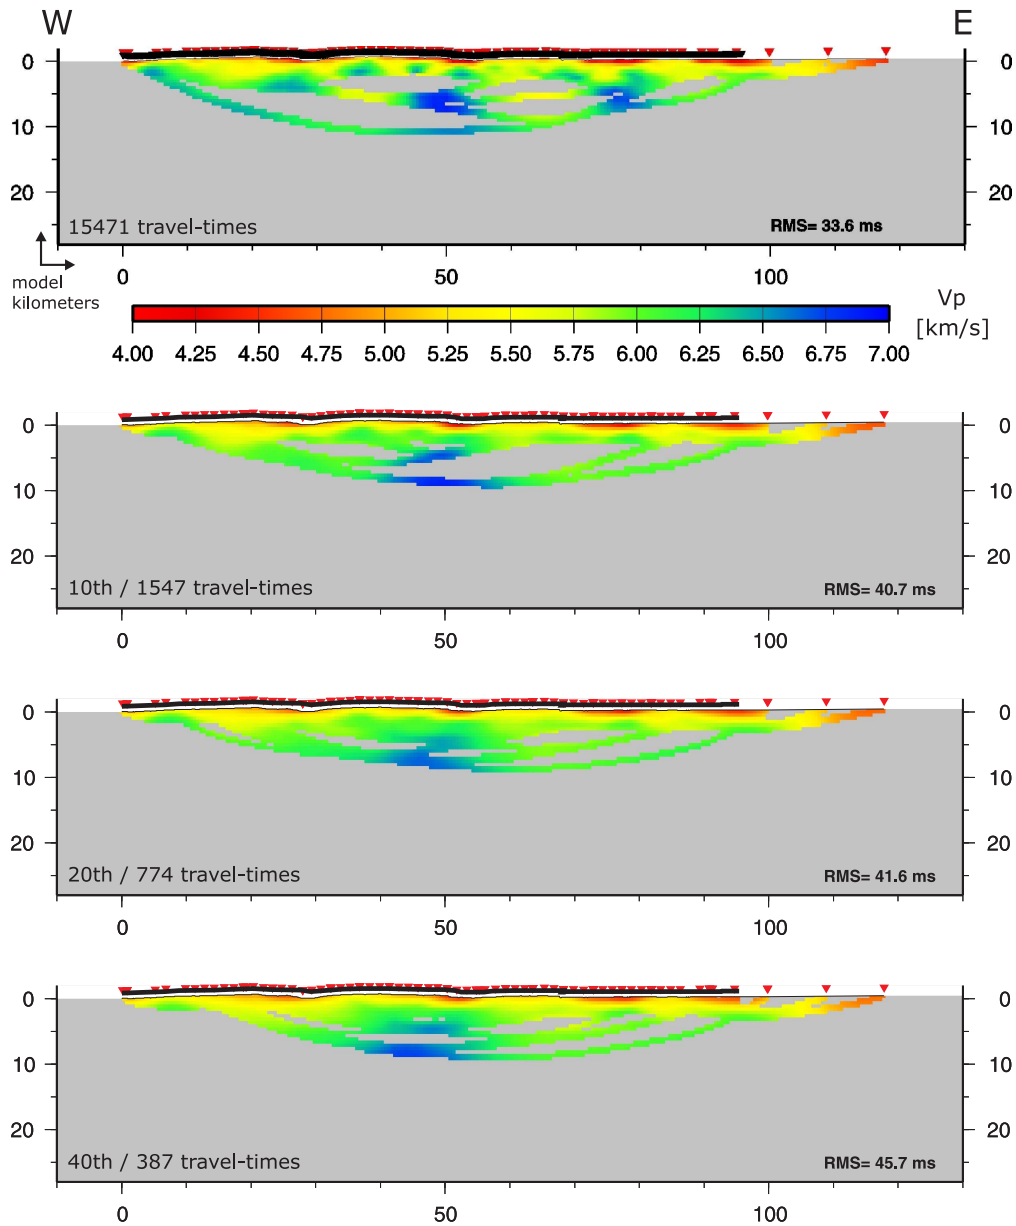 W E
0 0
10 10
20 20
15471 travel-times RMS= 33.6 ms
0 50 100
model
kilometers
Vp
[km/s]
4.00 4.25 4.50 4.75 5.00 5.25 5.50 5.75 6.00 6.25 6.50 6.75 7.00
0 0
10 10
20 20
10th / 1547 travel-times RMS= 40.7 ms
0 50 100
0 0
10 10
20 20
20th / 774 travel-times RMS= 41.6 ms
0 50 100
0 0
10 10
20 20
40th / 387 travel-times RMS= 45.7 ms
0 50 100